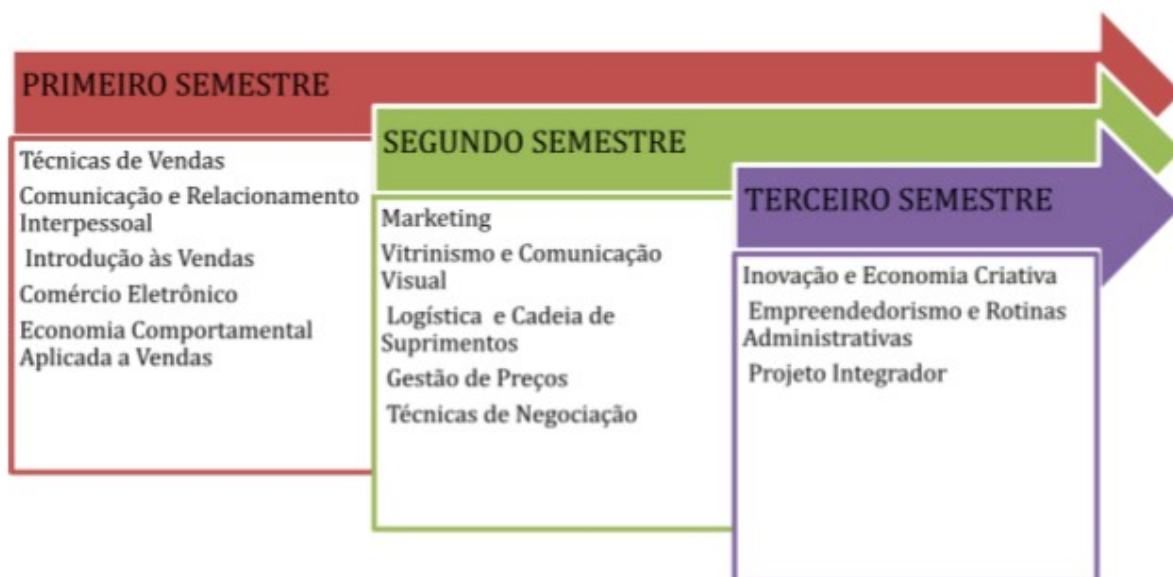 PRIMEIRO SEMESTRE
Técnicas de Vendas
Comunicação e Relacionamento
Interpessoal
Introdução às Vendas
Comércio Eletrônico
Economia Comportamental
Aplicada a Vendas
SEGUNDO SEMESTRE
Marketing
Vitrinismo e Comunicação
Visual
Logística e Cadeia de
Suprimentos
Gestão de Preços
Técnicas de Negociação
TERCEIRO SEMESTRE
Inovação e Economia Criativa
Empreendedorismo e Rotinas
Administrativas
Projeto Integrador